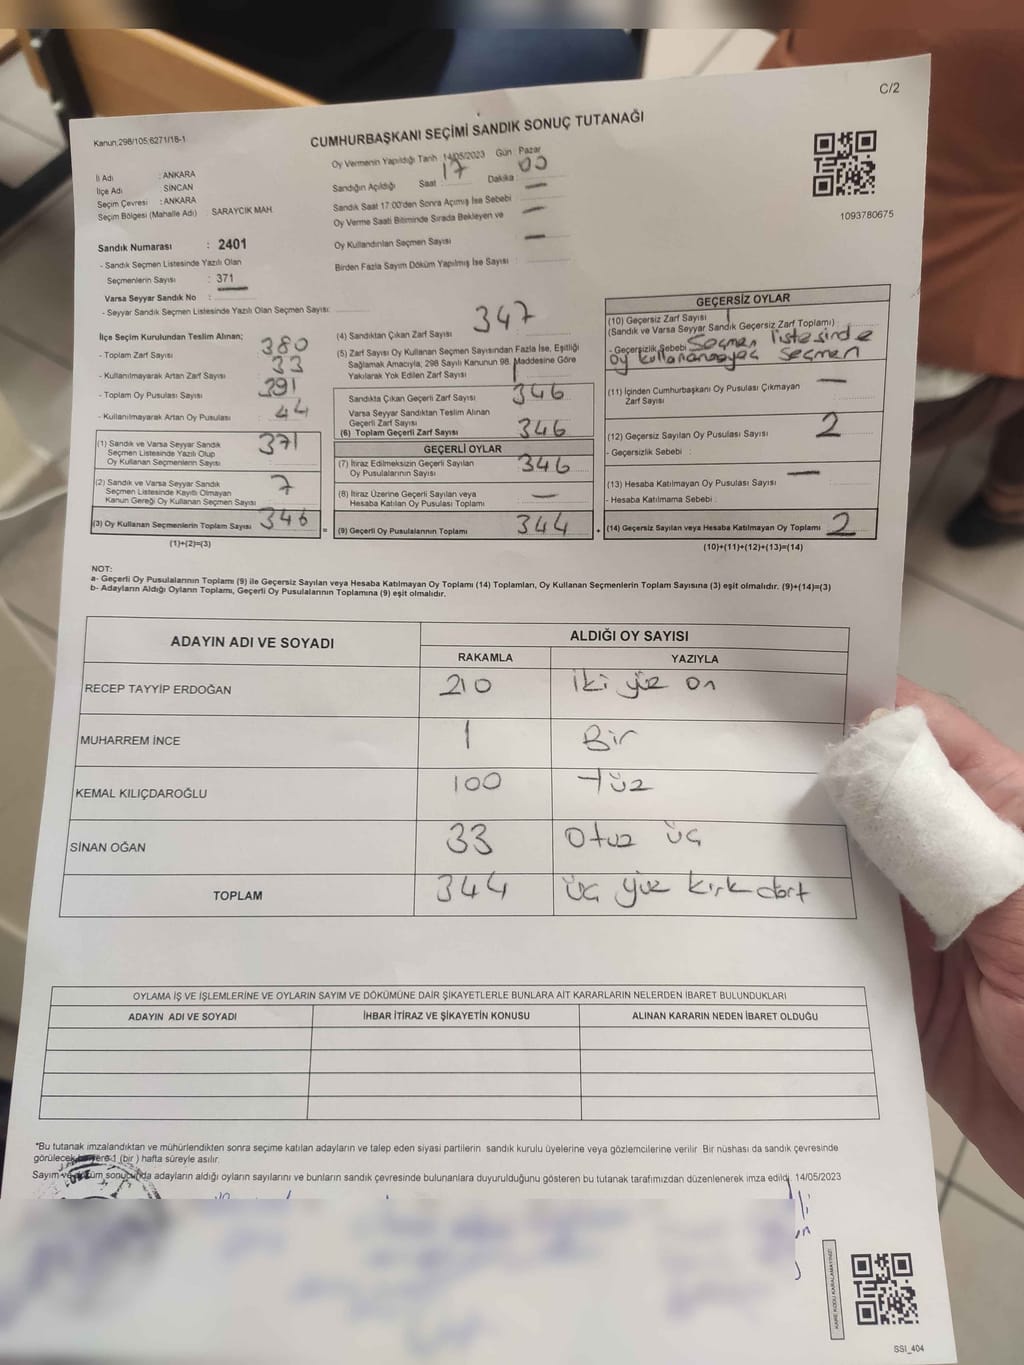 C/2
Kanun:298/105:6271/18-1
CUMHURBAŞKANI SEÇİMİ SANDIK SONUÇ TUTANAĞI
İl Adı : ANKARA
İlçe Adı : SİNCAN
Seçim Çevresi : ANKARA
Seçim Bölgesi (Mahalle Adı) SARAYCIK MAH.
Sandık Numarası : 2401
- Sandık Seçmen Listesinde Yazılı Olan
Seçmenlerin Sayısı : 371
Varsa Seyyar Sandık No :
- Seyyar Sandık Seçmen Listesinde Yazılı Olan Seçmen Sayısı:
Oy Vermenin Yapıldığı Tarih 14/05/2023 Gün Pazar
Sandığın Açıldığı Saat 17 Dakika 00
Sandık Saat 17:00'den Sonra Açılmış İse Sebebi —
Oy Verme Saati Bitiminde Sırada Bekleyen ve —
Oy Kullandırılan Seçmen Sayısı —
Birden Fazla Sayım Döküm Yapılmış İse Sayısı :
1093780675
İlçe Seçim Kurulundan Teslim Alınan;
- Toplam Zarf Sayısı 380
- Kullanılmayarak Artan Zarf Sayısı 33
- Toplam Oy Pusulası 391
- Kullanılmayarak Artan Oy Pusulası : 44
(1) Sandık ve Varsa Seyyar Sandık
Seçmen Listesinde Yazılı Olup
Oy Kullanan Seçmenlerin Sayısı 371
(2) Sandık ve Varsa Seyyar Sandık
Seçmen Listesinde Kayıtlı Olmayan
Kanun Gereği Oy Kullanan Seçmen Sayısı 7
(3) Oy Kullanan Seçmenlerin Toplam Sayısı 346 =
(1)+(2)=(3)
(4) Sandıktan Çıkan Zarf Sayısı 347
(5) Zarf Sayısı Oy Kullanan Seçmen Sayısından Fazla İse, Eşitliği
Sağlamak Amacıyla, 298 Sayılı Kanunun 98. Maddesine Göre
Yakılarak Yok Edilen Zarf Sayısı 1
Sandıkta Çıkan Geçerli Zarf Sayısı 346
Varsa Seyyar Sandıktan Teslim Alınan
Geçerli Zarf Sayısı
(6) Toplam Geçerli Zarf Sayısı 346
GEÇERLİ OYLAR
(7) İtiraz Edilmeksizin Geçerli Sayılan
Oy Pusulalarının Sayısı 346
(8) İtiraz Üzerine Geçerli Sayılan veya
Hesaba Katılan Oy Pusulası Toplamı —
(9) Geçerli Oy Pusulalarının Toplamı 344 +
GEÇERSİZ OYLAR
(10) Geçersiz Zarf Sayısı 1
(Sandık ve Varsa Seyyar Sandık Geçersiz Zarf Toplamı)
- Geçersizlik Sebebi Seçmen listesinde
oy seçmen
(11) İçinden Cumhurbaşkanı Oy Pusulası Çıkmayan —
Zarf Sayısı
(12) Geçersiz Sayılan Oy Pusulası Sayısı 2
- Geçersizlik Sebebi :
(13) Hesaba Katılmayan Oy Pusulası Sayısı —
- Hesaba Katılmama Sebebi :
(14) Geçersiz Sayılan veya Hesaba Katılmayan Oy Toplamı 2
(10)+(11)+(12)+(13)=(14)
NOT:
a- Geçerli Oy Pusulalarının Toplamı (9) ile Geçersiz Sayılan veya Hesaba Katılmayan Oy Toplamı (14) Toplamları, Oy Kullanan Seçmenlerin Toplam Sayısına (3) eşit olmalıdır. (9)+(14)=(3)
b- Adayların Aldığı Oyların Toplamı, Geçerli Oy Pusulalarının Toplamına (9) eşit olmalıdır.
ADAYIN ADI VE SOYADI ALDIĞI OY SAYISI
RAKAMLA YAZIYLA
RECEP TAYYİP ERDOĞAN 210 iki yüz on
MUHARREM İNCE 1 Bir
KEMAL KILIÇDAROĞLU 100 Yüz
SİNAN OĞAN 33 Otuz üç
TOPLAM 344 üç yüz kırk dört
OYLAMA İŞ VE İŞLEMLERİNE VE OYLARIN SAYIM VE DÖKÜMÜNE DAİR ŞİKAYETLERLE BUNLARA AİT KARARLARIN NELERDEN İBARET BULUNDUKLARI
ADAYIN ADI VE SOYADI İHBAR İTİRAZ VE ŞİKAYETİN KONUSU ALINAN KARARIN NEDEN İBARET OLDUĞU
*Bu tutanak imzalandıktan ve mühürlendikten sonra seçime katılan adayların ve talep eden siyasi partilerin sandık kurulu üyelerine veya gözlemcilerine verilir. Bir nüshası da sandık çevresinde
görülecek bir yere 1 (bir ) hafta süreyle asılır.
Sayım ve döküm sonucunda adayların aldığı oyların sayılarını ve bunların sandık çevresinde bulunanlara duyurulduğunu gösteren bu tutanak tarafımızdan düzenlenerek imza edildi. 14/05/2023
KARE KODU KARALAMAYINIZ!
SSI_404